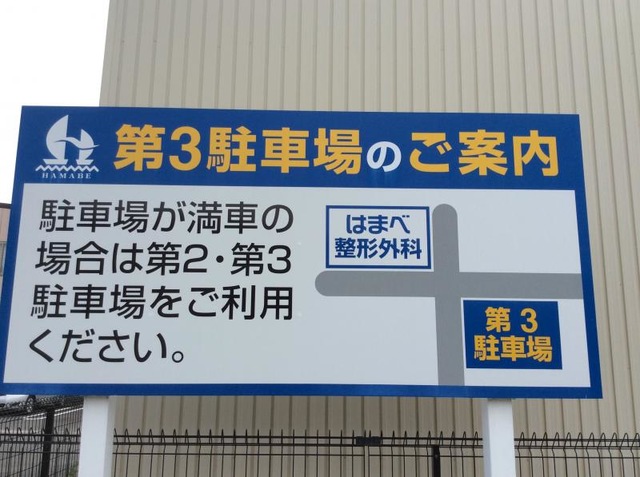 HAMABE
第3駐車場のご案内
駐車場が満車の
場合は第2・第3
駐車場をご利用
ください。
はまべ
整形外科
第3
駐車場